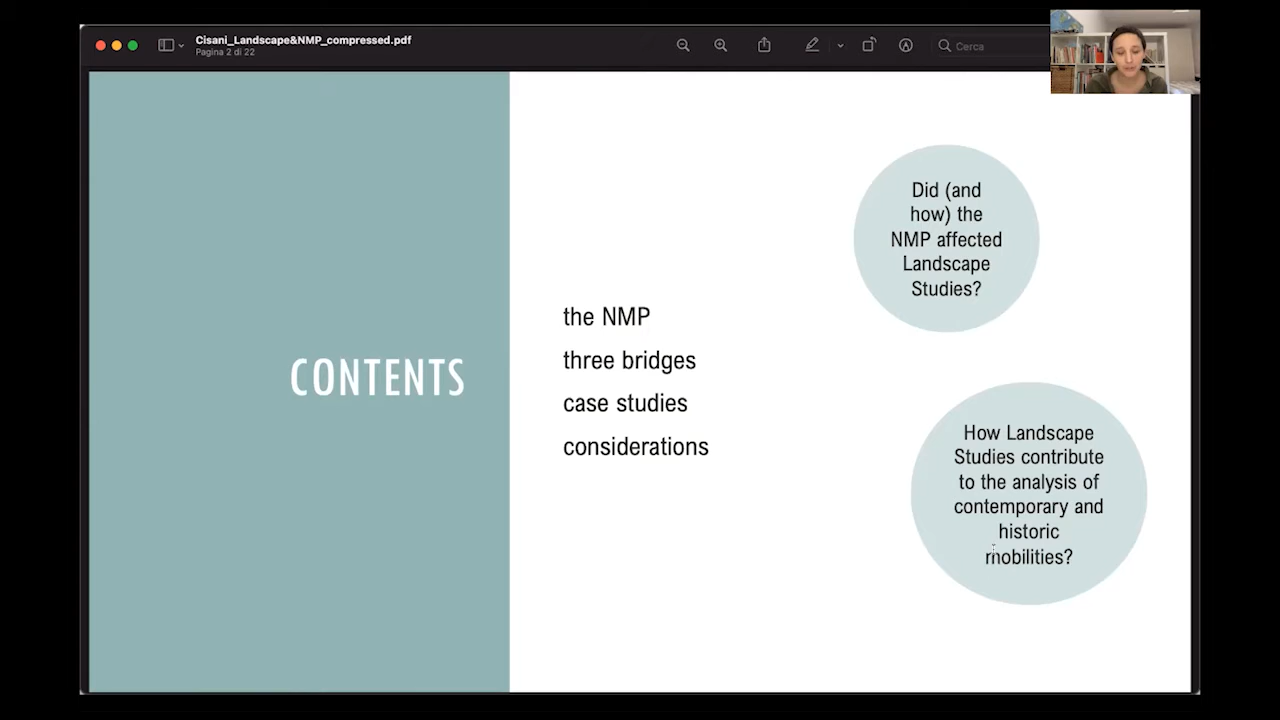 Cisani_Landscape&NMP_compressed.pdf
Pagina 2 di 22
Cerca
CONTENTS
the NMP
three bridges
case studies
considerations
Did (and
how) the
NMP affected
Landscape
Studies?
How Landscape
Studies contribute
to the analysis of
contemporary and
historic
mobilities?